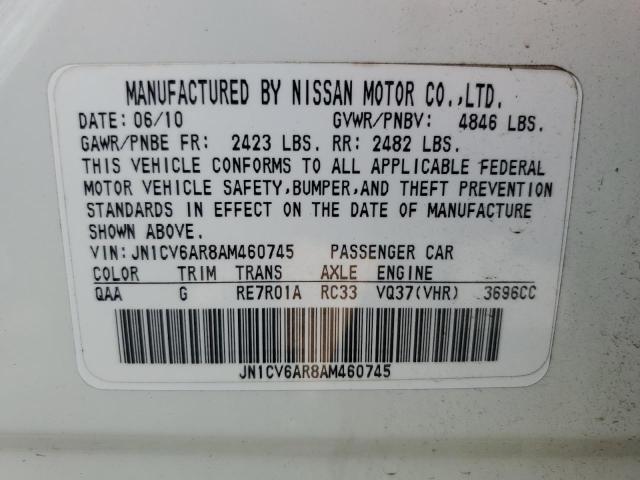 MANUFACTURED BY NISSAN MOTOR CO.,LTD.
DATE: 06/10 GVWR/PNBV: 4846 LBS.
GAWR/PNBE FR: 2423 LBS. RR: 2482 LBS.
THIS VEHICLE CONFORMS TO ALL APPLICABLE FEDERAL
MOTOR VEHICLE SAFETY,BUMPER,AND THEFT PREVENTION
STANDARDS IN EFFECT ON THE DATE OF MANUFACTURE
SHOWN ABOVE.
VIN:JN1CV6AR8AM460745 PASSENGER CAR
COLOR TRIM TRANS AXLE ENGINE
QAA G RE7R01A RC33 VQ37(VHR) 3696CC
JN1CV6AR8AM460745